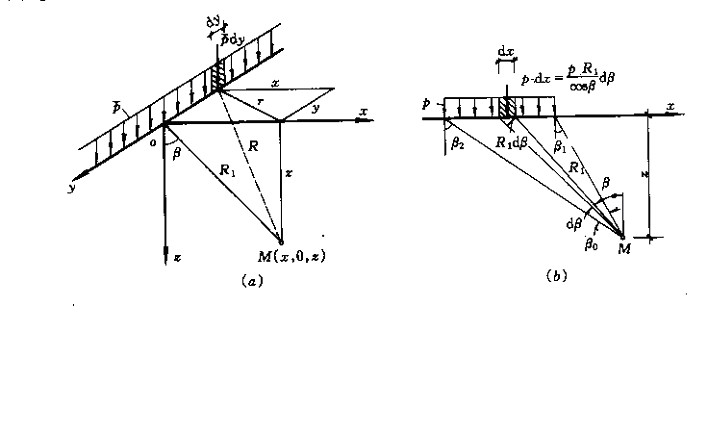 dy
p̄dy
x
p̄
r
y
x
o
β
R
y
R₁
z
z
M(x,0,z)
(a)
dx
p·dx = p R₁/cosβ dβ
p
x
β₂
R₁dβ
β₁
R₁
β
z
dβ
β₀
M
(b)